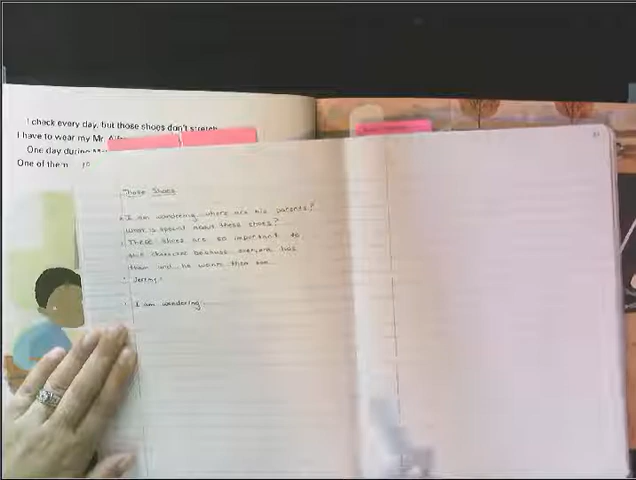 I check every day, but those shoes don't stretch
I have to wear my Mr.
One day during
One of them
Those Shoes
I am wondering where are his parents?
What is special about these shoes?
These shoes are so important to
this character because everyone has
them and he wants them too.
Jeremy
I am wondering